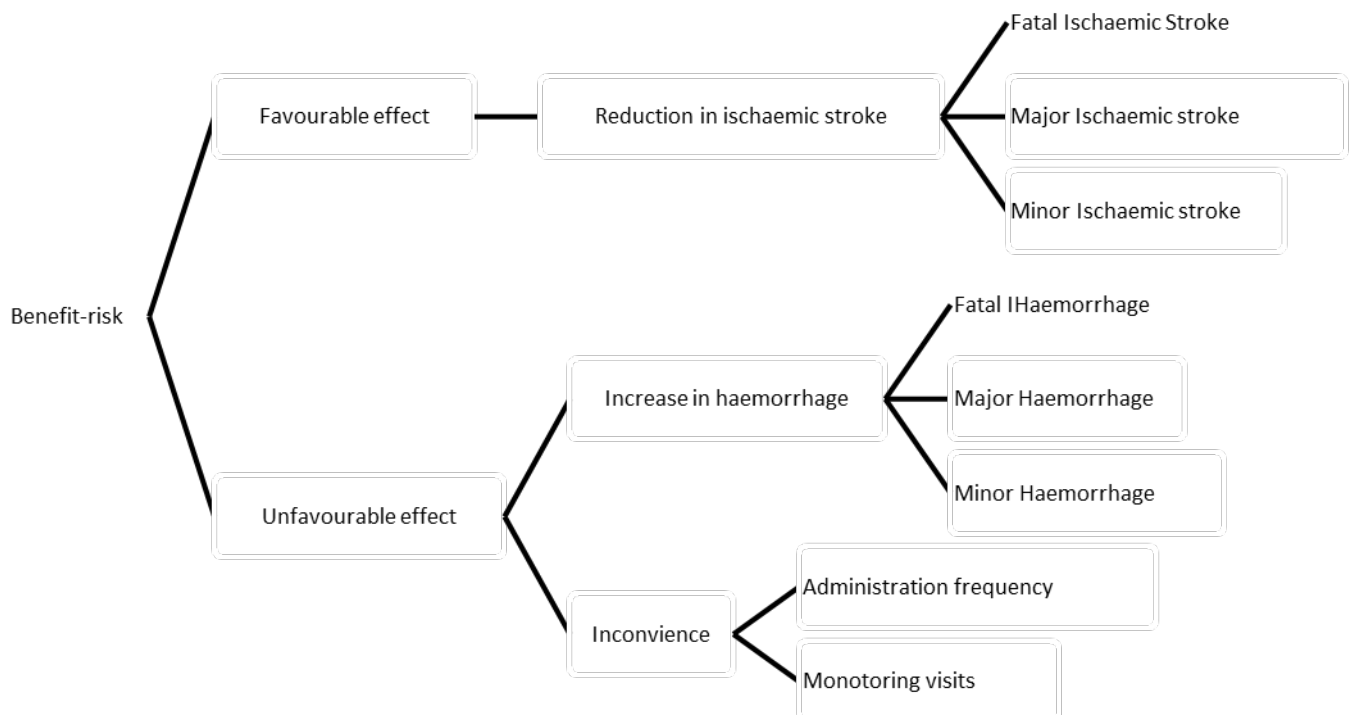 Fatal Ischaemic Stroke
Favourable effect
Reduction in ischaemic stroke
Major Ischaemic stroke
Minor Ischaemic stroke
Benefit-risk
Fatal IHaemorrhage
Increase in haemorrhage
Major Haemorrhage
Minor Haemorrhage
Unfavourable effect
Administration frequency
Inconvience
Monotoring visits